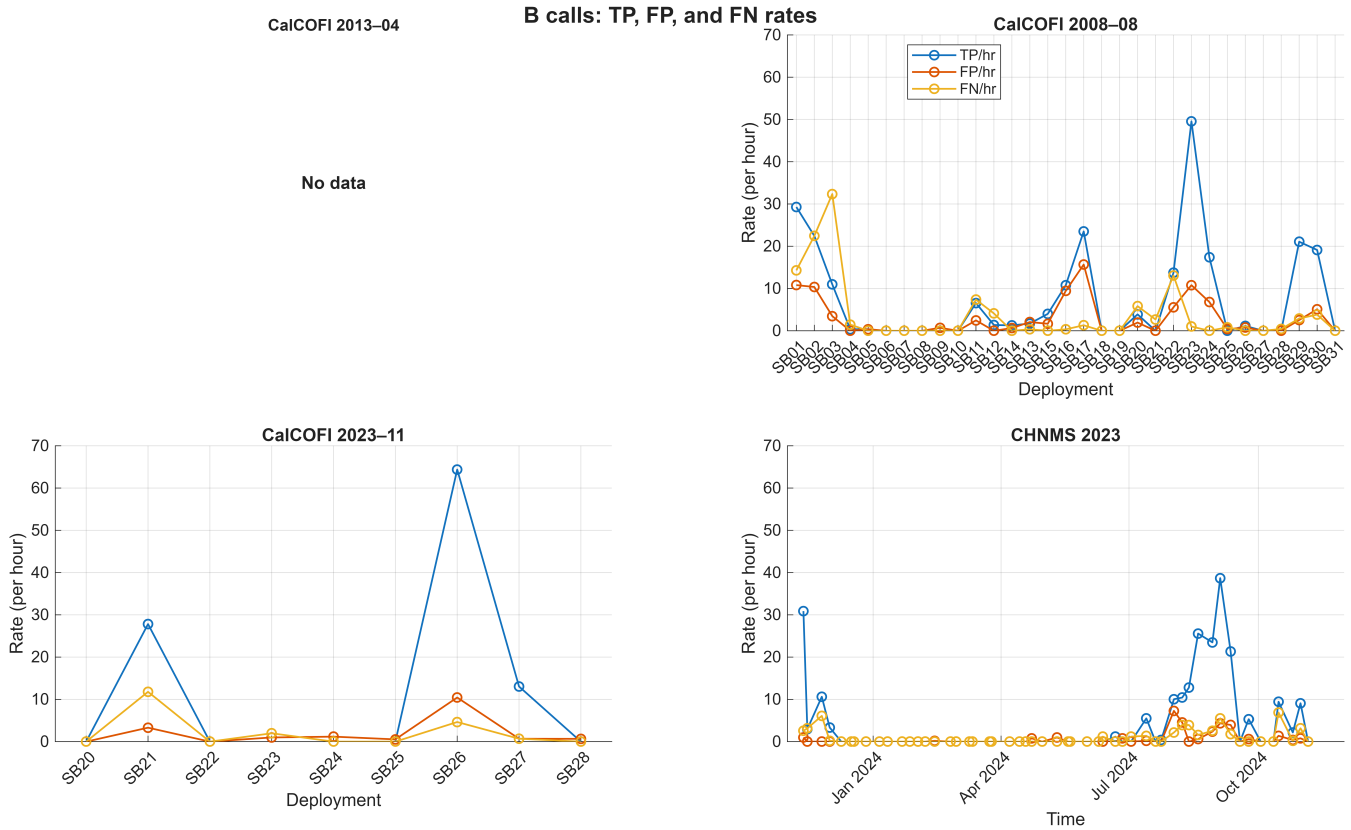 B calls: TP, FP, and FN rates
CalCOFI 2013–04
No data
CalCOFI 2008–08
TP/hr
FP/hr
FN/hr
70
60
50
40
30
20
10
0
Rate (per hour)
SB01
SB02
SB03
SB04
SB05
SB06
SB07
SB08
SB09
SB10
SB11
SB12
SB14
SB13
SB15
SB16
SB17
SB18
SB19
SB20
SB21
SB22
SB23
SB24
SB25
SB26
SB27
SB28
SB29
SB30
SB31
Deployment
CalCOFI 2023–11
70
60
50
40
30
20
10
0
Rate (per hour)
SB20
SB21
SB22
SB23
SB24
SB25
SB26
SB27
SB28
Deployment
CHNMS 2023
70
60
50
40
30
20
10
0
Rate (per hour)
Jan 2024
Apr 2024
Jul 2024
Oct 2024
Time